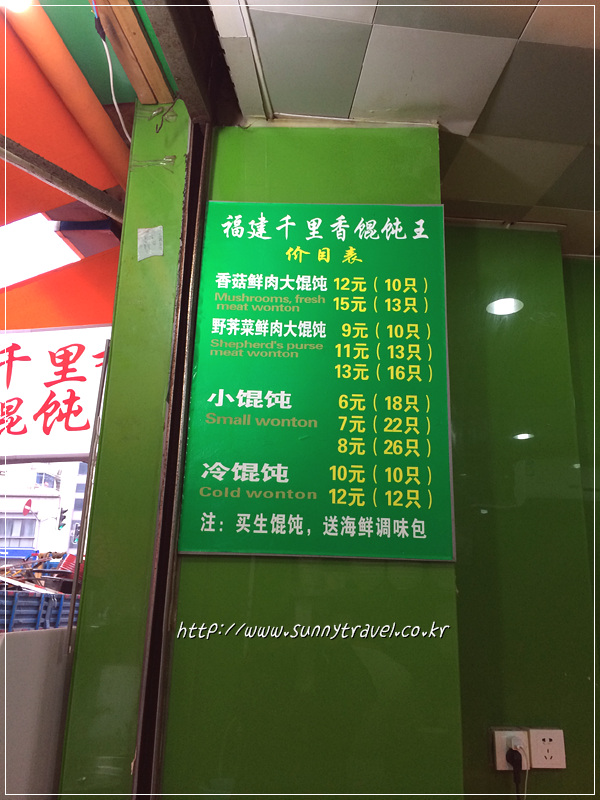 福建千里香馄饨王
价目表
香菇鲜肉大馄饨 12元（10只）
Mushrooms, fresh meat wonton 15元（13只）
野荠菜鲜肉大馄饨 9元（10只）
Shepherd's purse meat wonton 11元（13只）
13元（16只）
小馄饨 6元（18只）
Small wonton 7元（22只）
8元（26只）
冷馄饨 10元（10只）
Cold wonton 12元（12只）
注：买生馄饨，送海鲜调味包
千里
馄饨
http://www.sunnytravel.co.kr